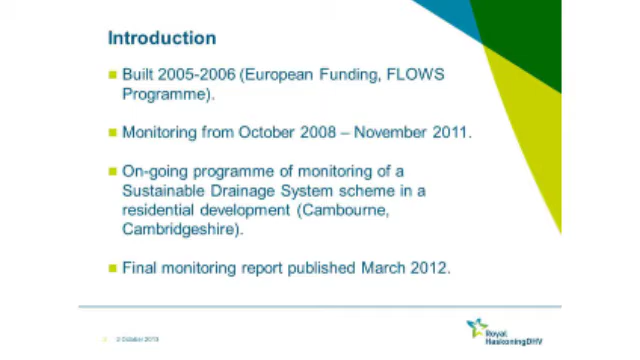 Introduction
Built 2005-2006 (European Funding, FLOWS
Programme).
Monitoring from October 2008 – November 2011.
On-going programme of monitoring of a
Sustainable Drainage System scheme in a
residential development (Cambourne,
Cambridgeshire).
Final monitoring report published March 2012.
2 October 2013
Royal
HaskoningDHV